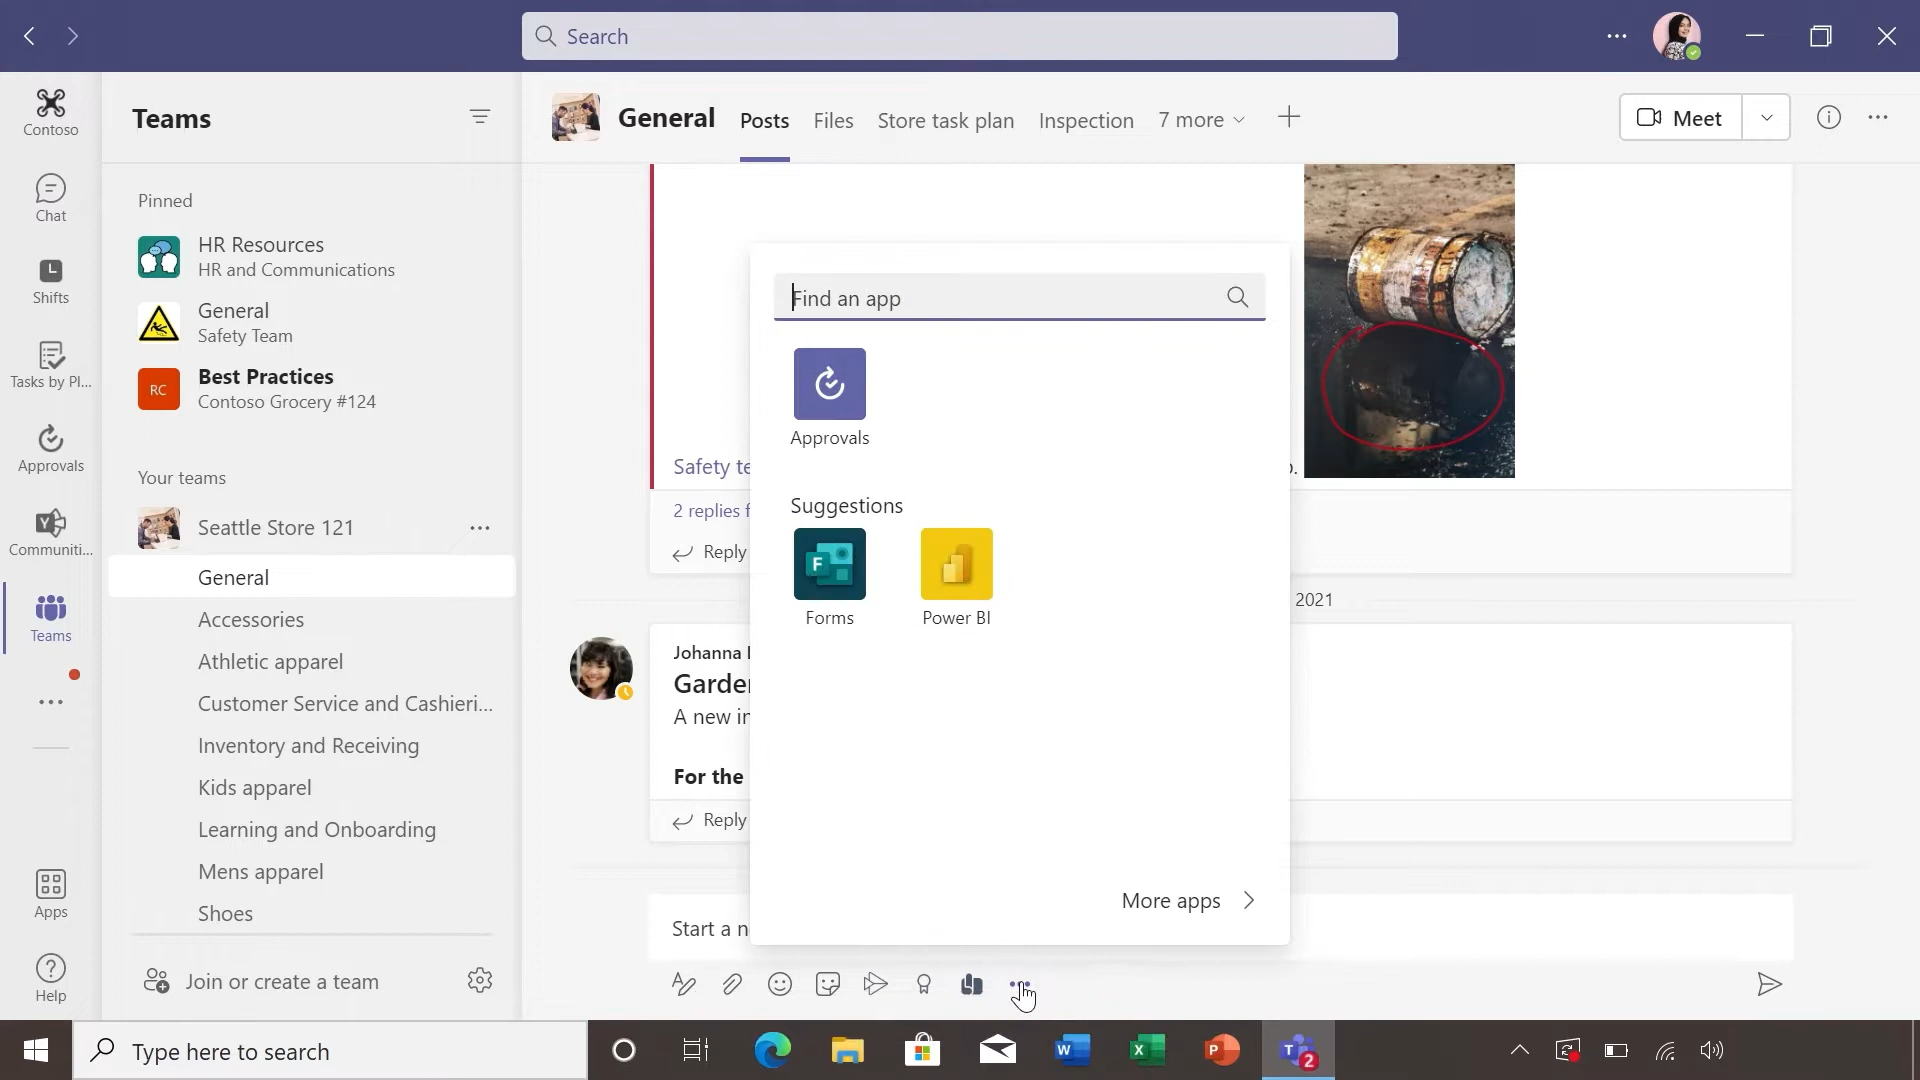 Search
Contoso
Chat
Shifts
Tasks by Pl...
Approvals
Communiti...
Teams
Apps
Help
Teams
Pinned
HR Resources
HR and Communications
General
Safety Team
RC
Best Practices
Contoso Grocery #124
Your teams
Seattle Store 121
General
Accessories
Athletic apparel
Customer Service and Cashieri...
Inventory and Receiving
Kids apparel
Learning and Onboarding
Mens apparel
Shoes
Join or create a team
General
Posts
Files
Store task plan
Inspection
7 more
Meet
Safety te
2 replies f
Reply
2021
Johanna
Garde
A new in
For the
Reply
Start a n
Find an app
Approvals
Suggestions
F
Forms
Power BI
More apps
Type here to search
W
X
P
T
2